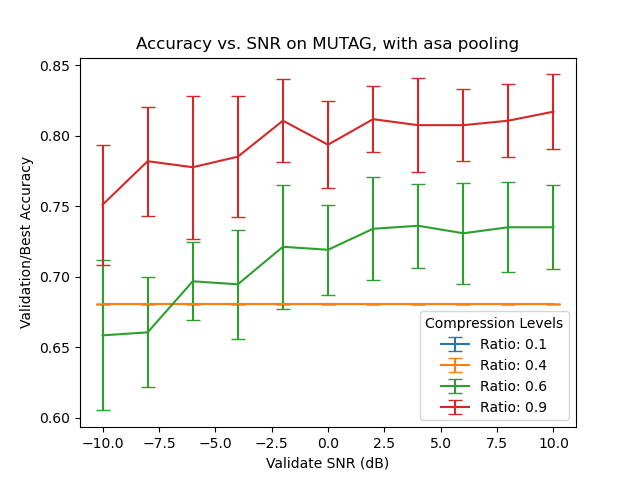 Accuracy vs. SNR on MUTAG, with asa pooling
Validation/Best Accuracy
0.85
0.80
0.75
0.70
0.65
0.60
Compression Levels
Ratio: 0.1
Ratio: 0.4
Ratio: 0.6
Ratio: 0.9
−10.0 −7.5 −5.0 −2.5 0.0 2.5 5.0 7.5 10.0
Validate SNR (dB)